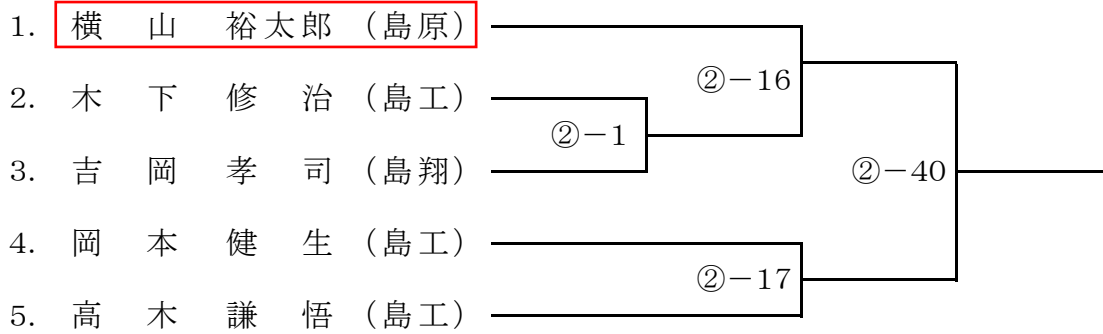 1. 横 山 裕太郎 (島原)
②－16
2. 木 下 修 治 (島工)
②－1
3. 吉 岡 孝 司 (島翔)
②－40
4. 岡 本 健 生 (島工)
②－17
5. 高 木 謙 悟 (島工)